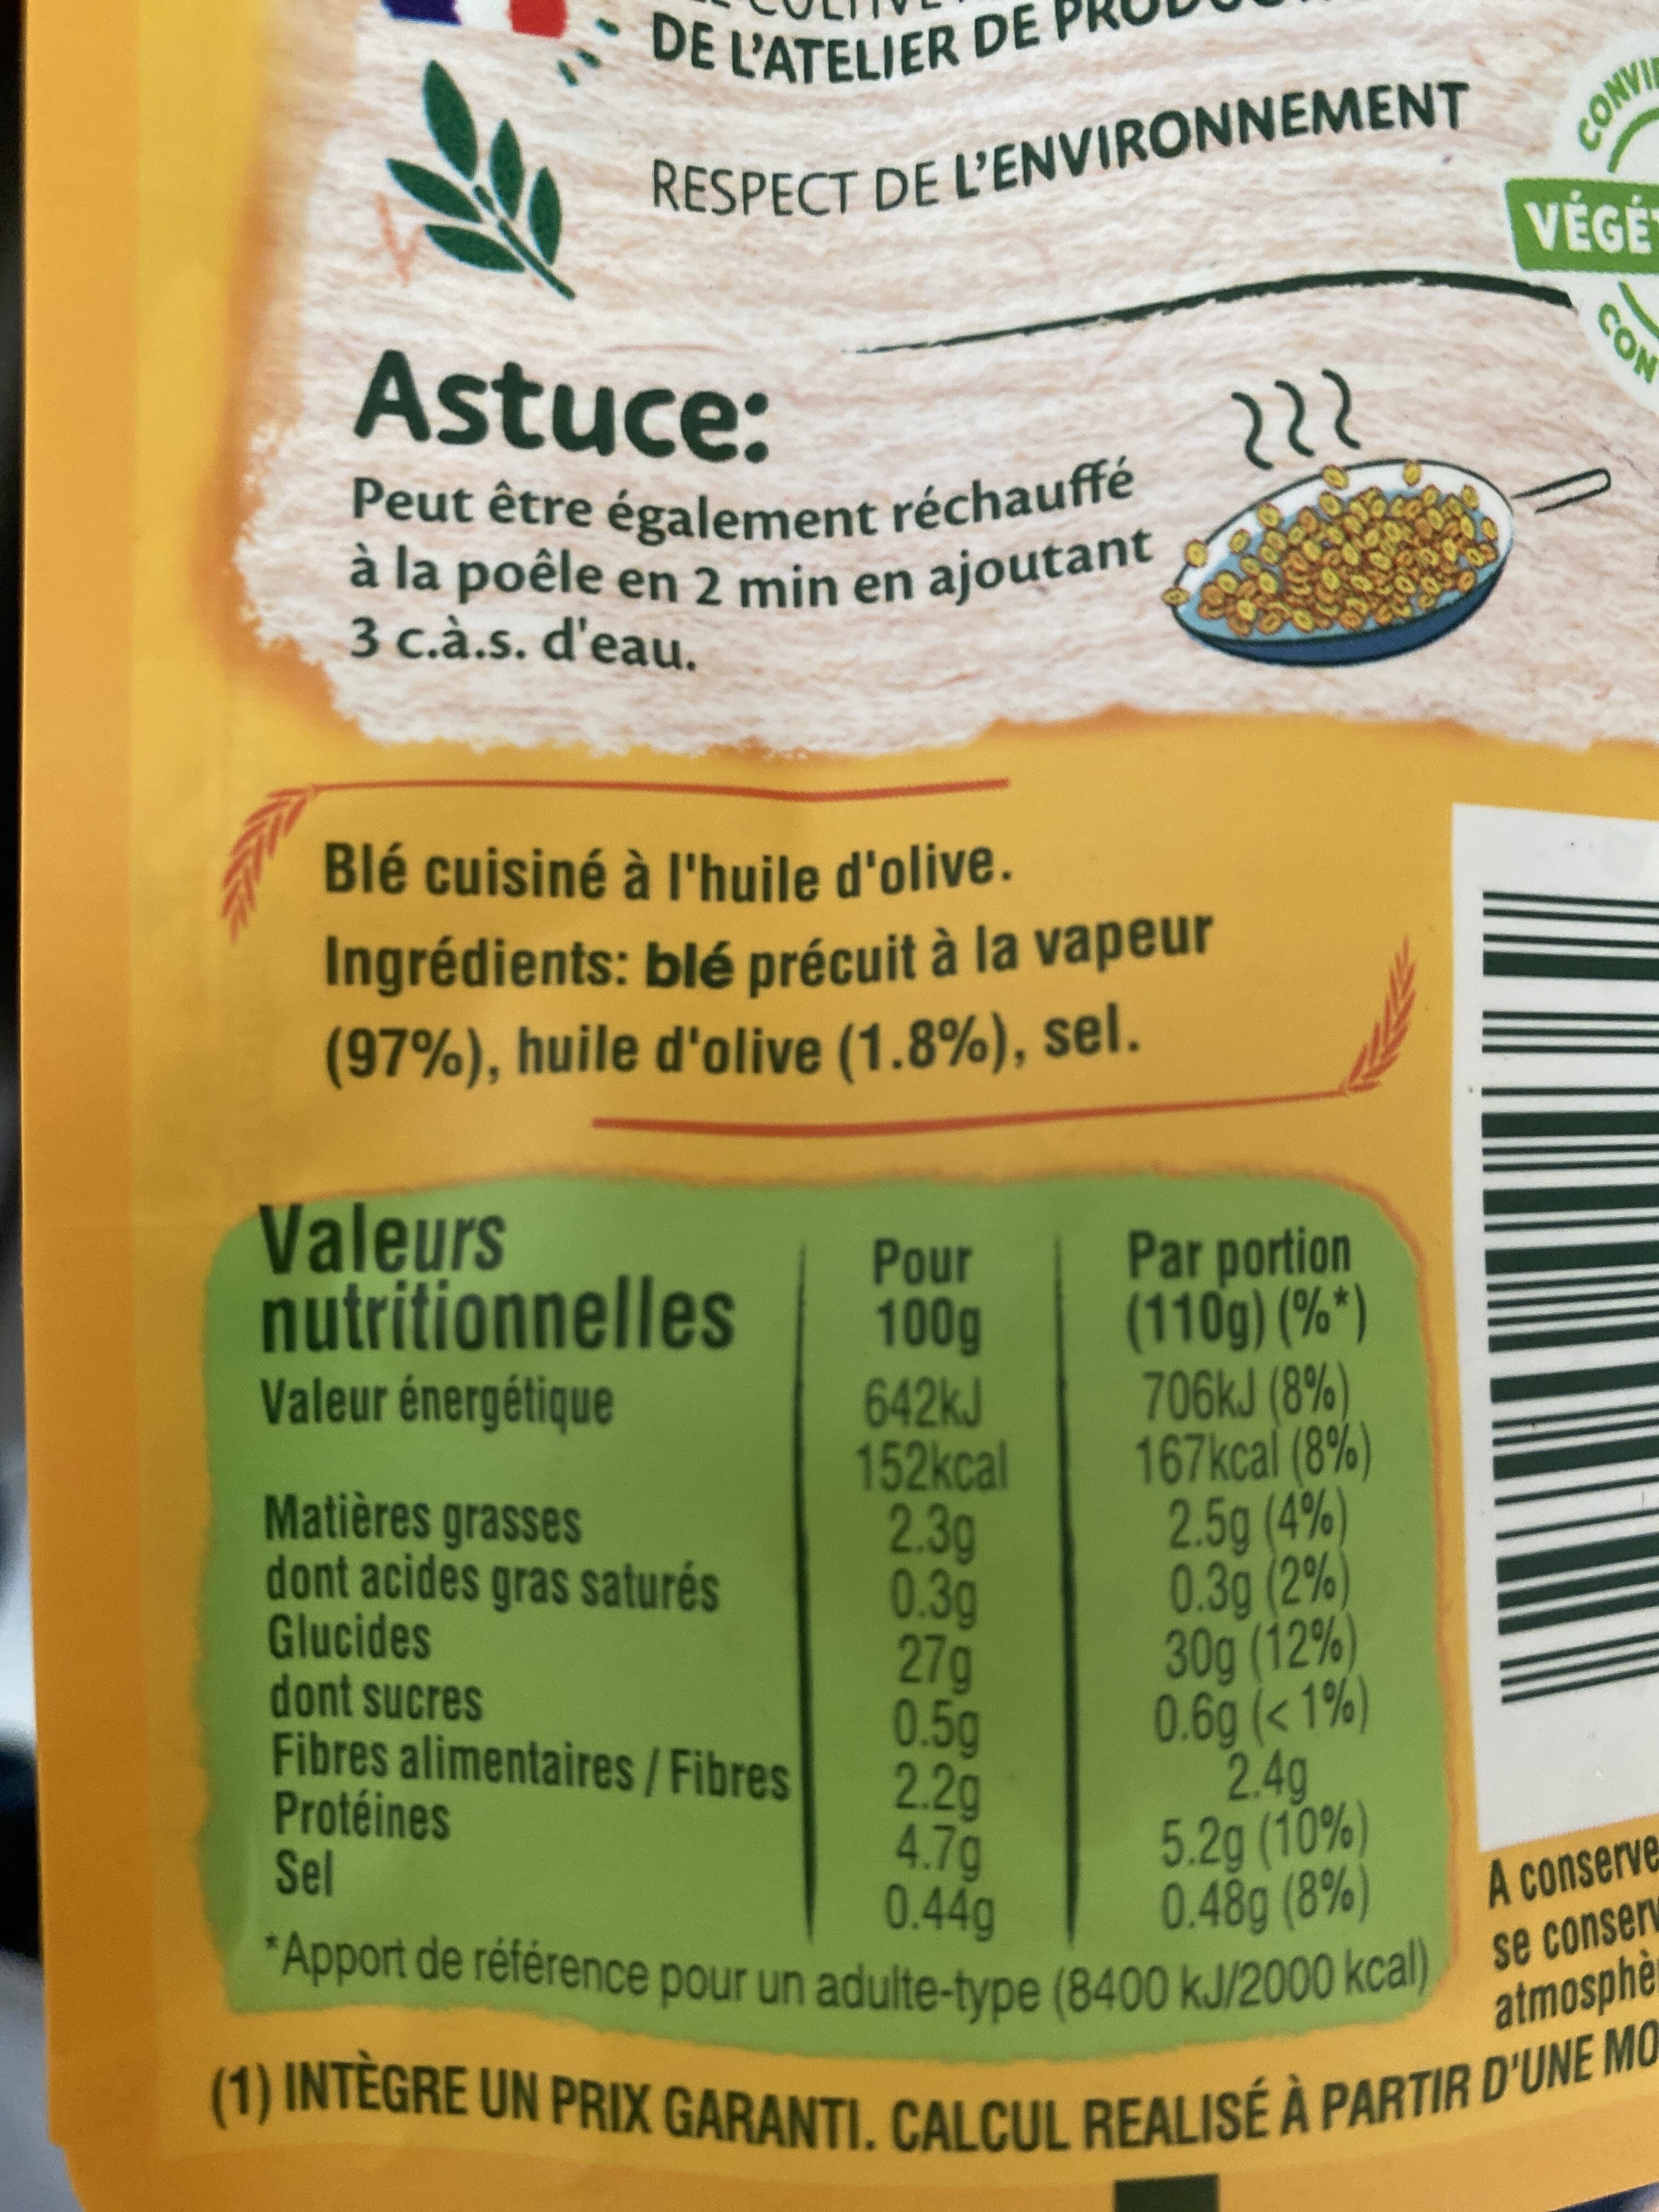 DE L'ATELIER DE
RESPECT DE L'ENVIRONNEMENT
Astuce:
Peut être également réchauffé
à la poêle en 2 min en ajoutant
3 c.à.s. d'eau.
Blé cuisiné à l'huile d'olive.
Ingrédients: blé précuit à la vapeur
(97%), huile d'olive (1.8%), sel.
Valeurs nutritionnelles Pour 100g Par portion (110g) (%*)
Valeur énergétique 642kJ 706kJ (8%)
152kcal 167kcal (8%)
Matières grasses 2.3g 2.5g (4%)
dont acides gras saturés 0.3g 0.3g (2%)
Glucides 27g 30g (12%)
dont sucres 0.5g 0.6g (< 1%)
Fibres alimentaires / Fibres 2.2g 2.4g
Protéines 4.7g 5.2g (10%)
Sel 0.44g 0.48g (8%)
*Apport de référence pour un adulte-type (8400 kJ/2000 kcal)
A conserve
se conserv
(1) INTÈGRE UN PRIX GARANTI. CALCUL REALISÉ À PARTIR D'UNE MO